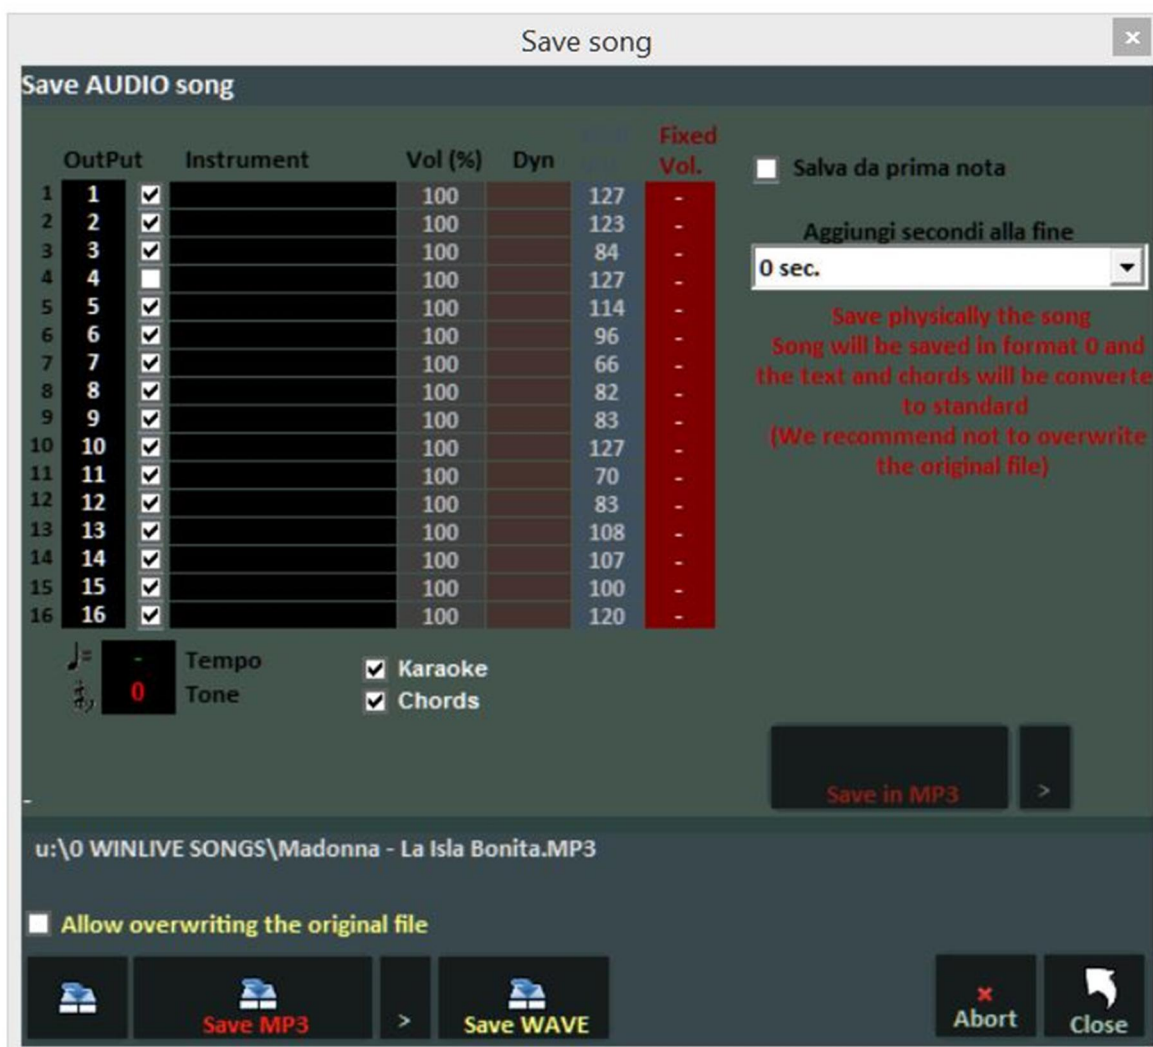 Save song
Save AUDIO song
OutPut Instrument Vol (%) Dyn Fixed Vol.
1 1 100 127 -
2 2 100 123 -
3 3 100 84 -
4 4 100 127 -
5 5 100 114 -
6 6 100 96 -
7 7 100 66 -
8 8 100 82 -
9 9 100 83 -
10 10 100 127 -
11 11 100 70 -
12 12 100 83 -
13 13 100 108 -
14 14 100 107 -
15 15 100 100 -
16 16 100 120 -
Salva da prima nota
Aggiungi secondi alla fine
0 sec.
Save physically the song
Song will be saved in format 0 and
the text and chords will be converte
to standard
(We recommend not to overwrite
the original file)
- Tempo
0 Tone
Karaoke
Chords
Save in MP3 >
-
u:\0 WINLIVE SONGS\Madonna - La Isla Bonita.MP3
Allow overwriting the original file
Save MP3 > Save WAVE Abort Close